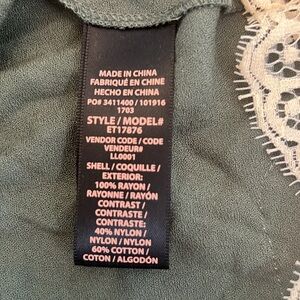 MADE IN CHINA
FABRIQUÉ EN CHINE
HECHO EN CHINA
PO# 3411400 / 101916
1703
STYLE / MODEL#
ET17876
VENDOR CODE / CODE
VENDEUR#
LL0001
SHELL / COQUILLE /
EXTERIOR:
100% RAYON /
RAYONNE / RAYÓN
CONTRAST /
CONTRASTE /
CONTRASTE:
40% NYLON /
NYLON / NYLON
60% COTTON /
COTON / ALGODÓN